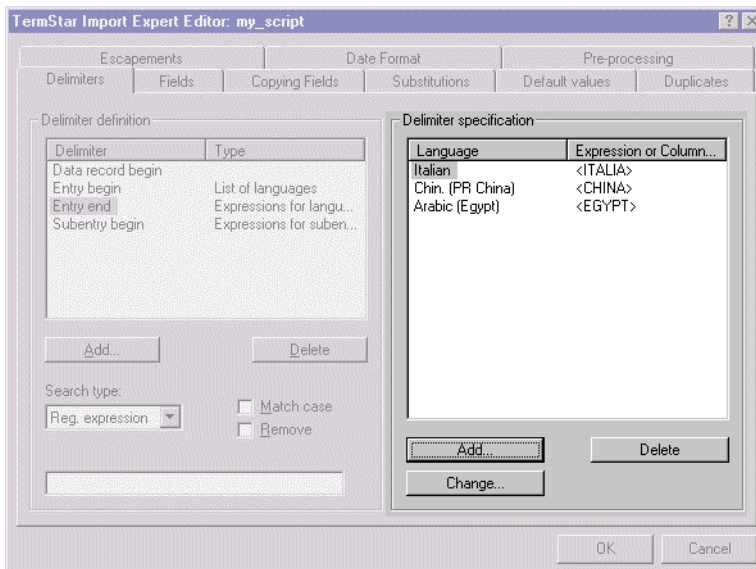 TermStar Import Expert Editor: my_script
Escapements Date Format Pre-processing
Delimiters Fields Copying Fields Substitutions Default values Duplicates
Delimiter definition
Delimiter Type
Data record begin
Entry begin List of languages
Entry end Expressions for langu...
Subentry begin Expressions for suben...
Add... Delete
Search type:
Reg. expression
Match case
Remove
Delimiter specification
Language Expression or Column...
Italian <ITALIA>
Chin. (PR China) <CHINA>
Arabic (Egypt) <EGYPT>
Add... Delete
Change...
OK Cancel